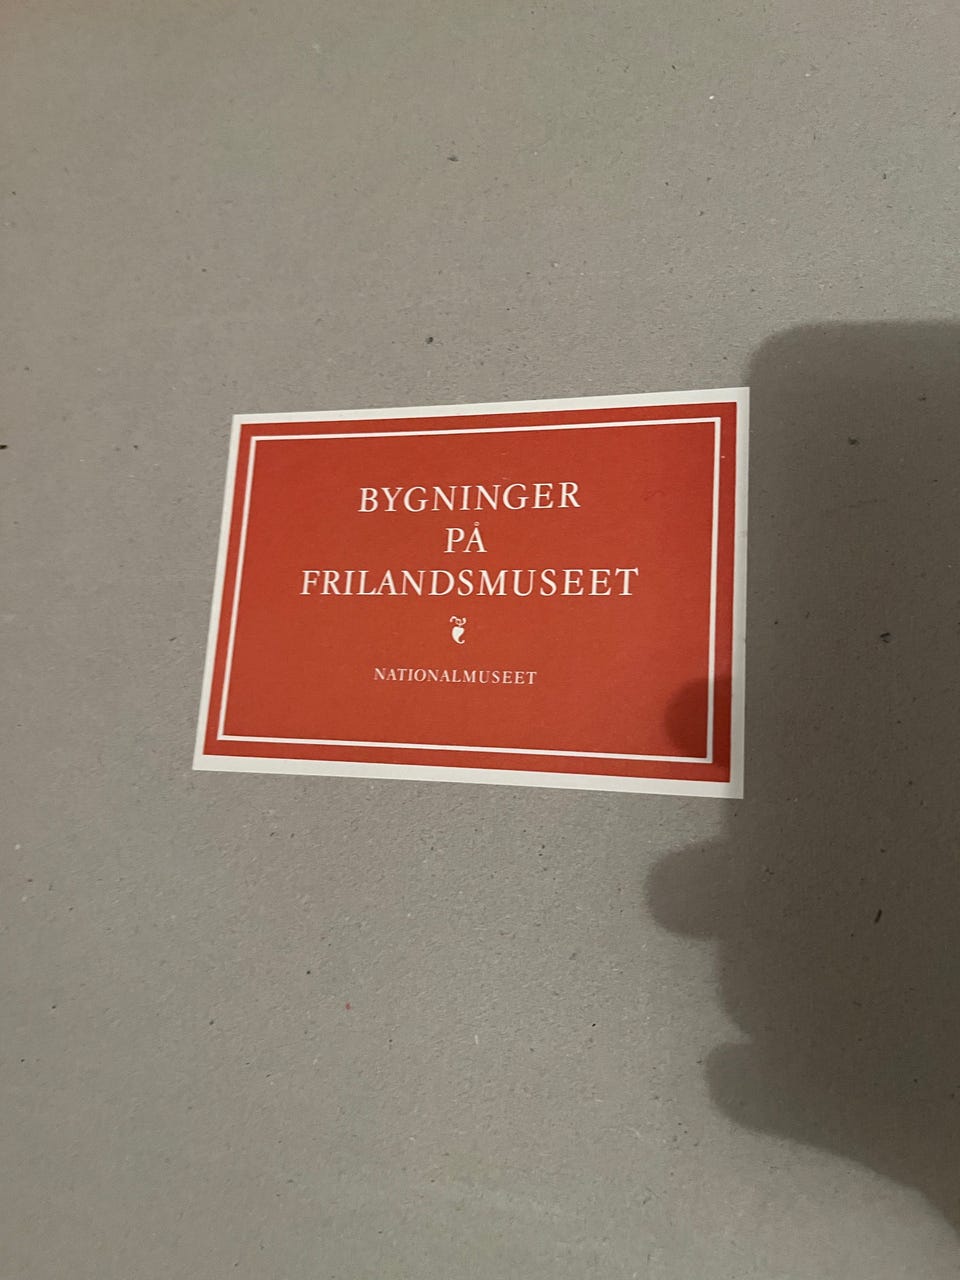 BYGNINGER
PÅ
FRILANDSMUSEET
NATIONALMUSEET